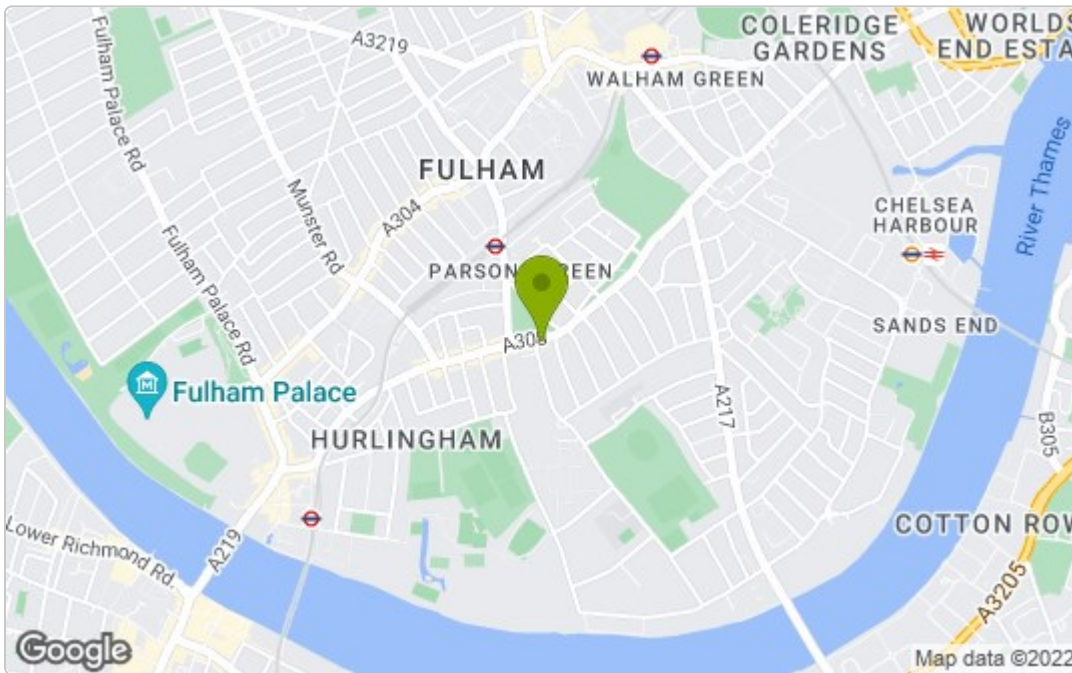 COLERIDGE
GARDENS
WORLDS
END ESTA
A3219
WALHAM GREEN
Fulham Palace Rd
FULHAM
River Thames
Munster Rd
A304
CHELSEA
HARBOUR
PARSON
REEN
Fulham Palace Rd
A308
SANDS END
Fulham Palace
A217
B305
HURLINGHAM
Lower Richmond Rd.
A219
COTTON ROW
A3205
Google
Map data ©2022